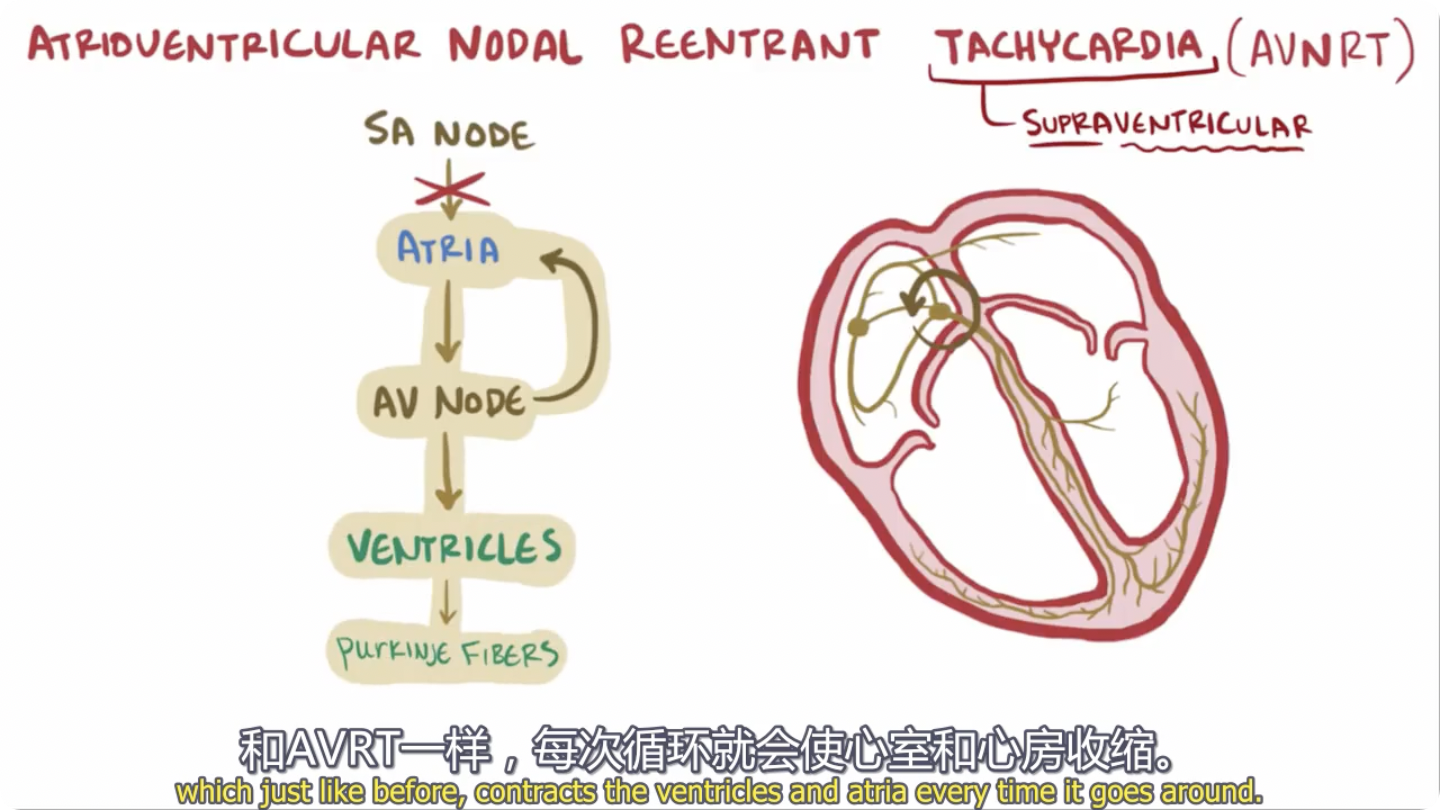 ATRIOVENTRICULAR NODAL REENTRANT TACHYCARDIA (AVNRT)
SUPRAVENTRICULAR
SA NODE
ATRIA
AV NODE
VENTRICLES
PURKINJE FIBERS
和AVRT一样，每次循环就会使心室和心房收缩。
which just like before, contracts the ventricles and atria every time it goes around.